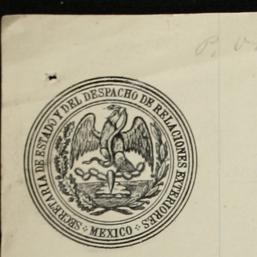 SECRETARIA DE ESTADO Y DEL DESPACHO DE RELACIONES EXTERIORES
MEXICO